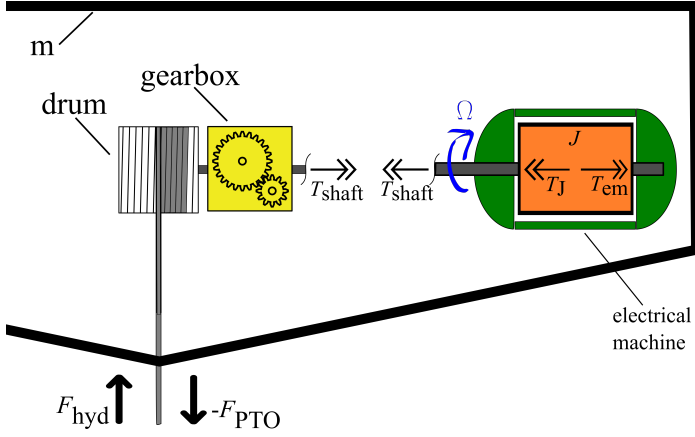 m
gearbox
drum
Ω
J
T_shaft
T_shaft
T_J
T_em
electrical
machine
F_hyd
-F_PTO